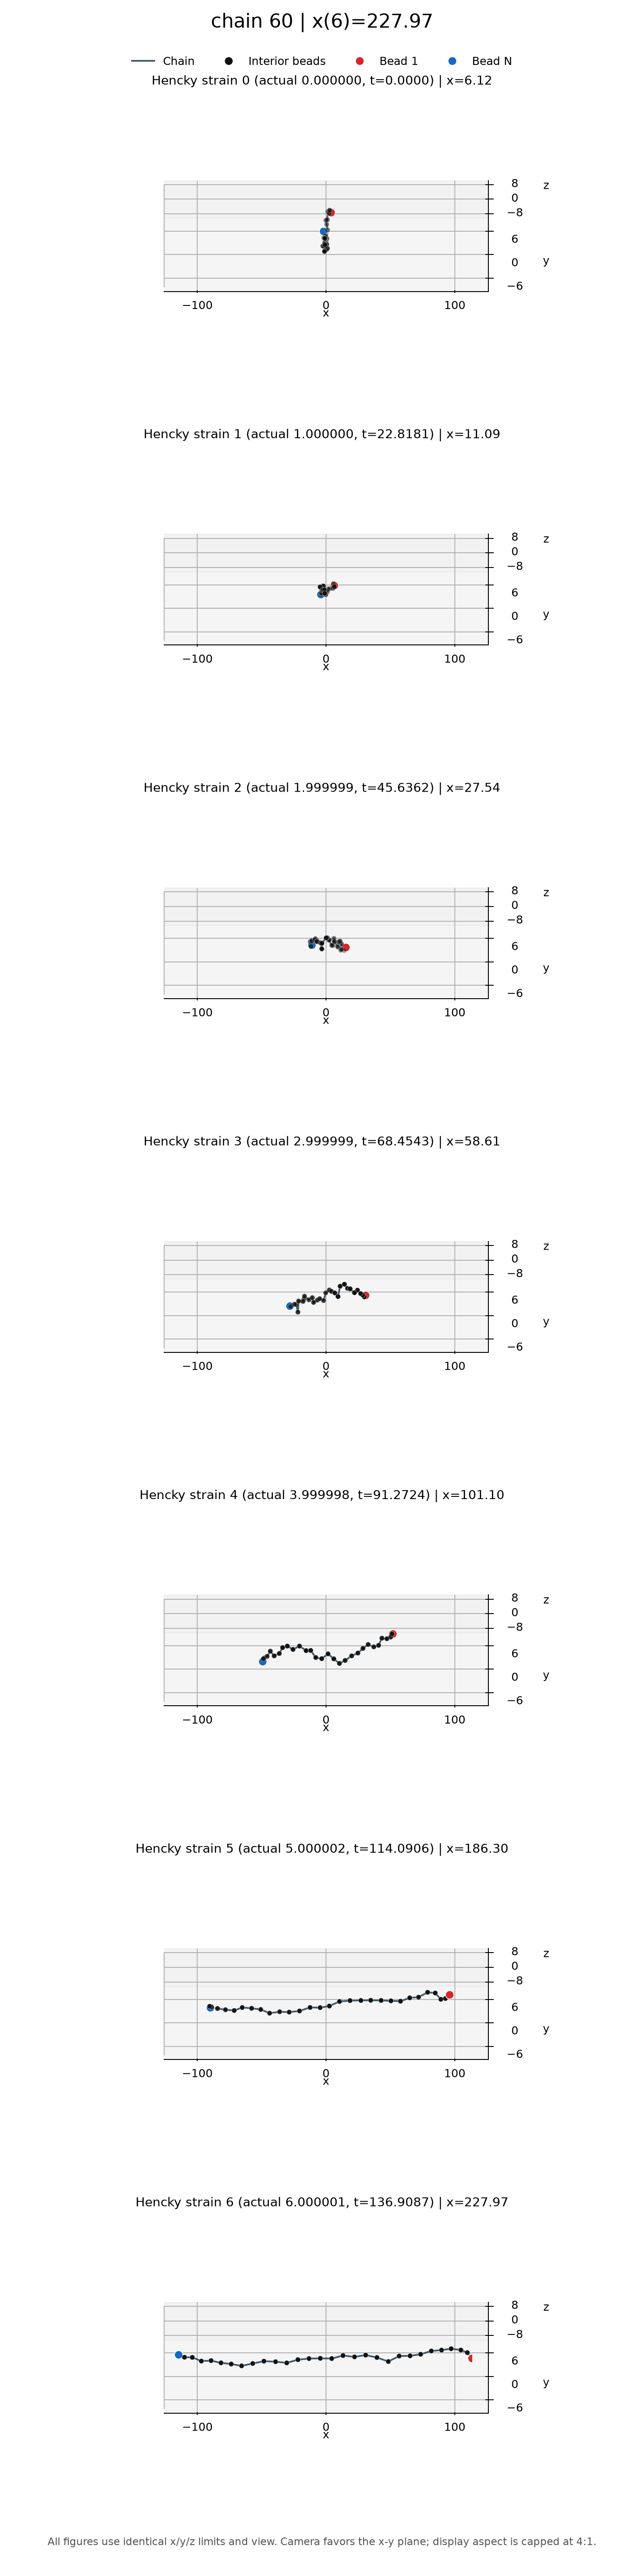 chain 60 | x(6)=227.97
Chain Interior beads Bead 1 Bead N
Hencky strain 0 (actual 0.000000, t=0.0000) | x=6.12
8 z
0
−8
6
0 y
−6
−100 0 100
x
Hencky strain 1 (actual 1.000000, t=22.8181) | x=11.09
8 z
0
−8
6
0 y
−6
−100 0 100
x
Hencky strain 2 (actual 1.999999, t=45.6362) | x=27.54
8 z
0
−8
6
0 y
−6
−100 0 100
x
Hencky strain 3 (actual 2.999999, t=68.4543) | x=58.61
8 z
0
−8
6
0 y
−6
−100 0 100
x
Hencky strain 4 (actual 3.999998, t=91.2724) | x=101.10
8 z
0
−8
6
0 y
−6
−100 0 100
x
Hencky strain 5 (actual 5.000002, t=114.0906) | x=186.30
8 z
0
−8
6
0 y
−6
−100 0 100
x
Hencky strain 6 (actual 6.000001, t=136.9087) | x=227.97
8 z
0
−8
6
0 y
−6
−100 0 100
x
All figures use identical x/y/z limits and view. Camera favors the x-y plane; display aspect is capped at 4:1.